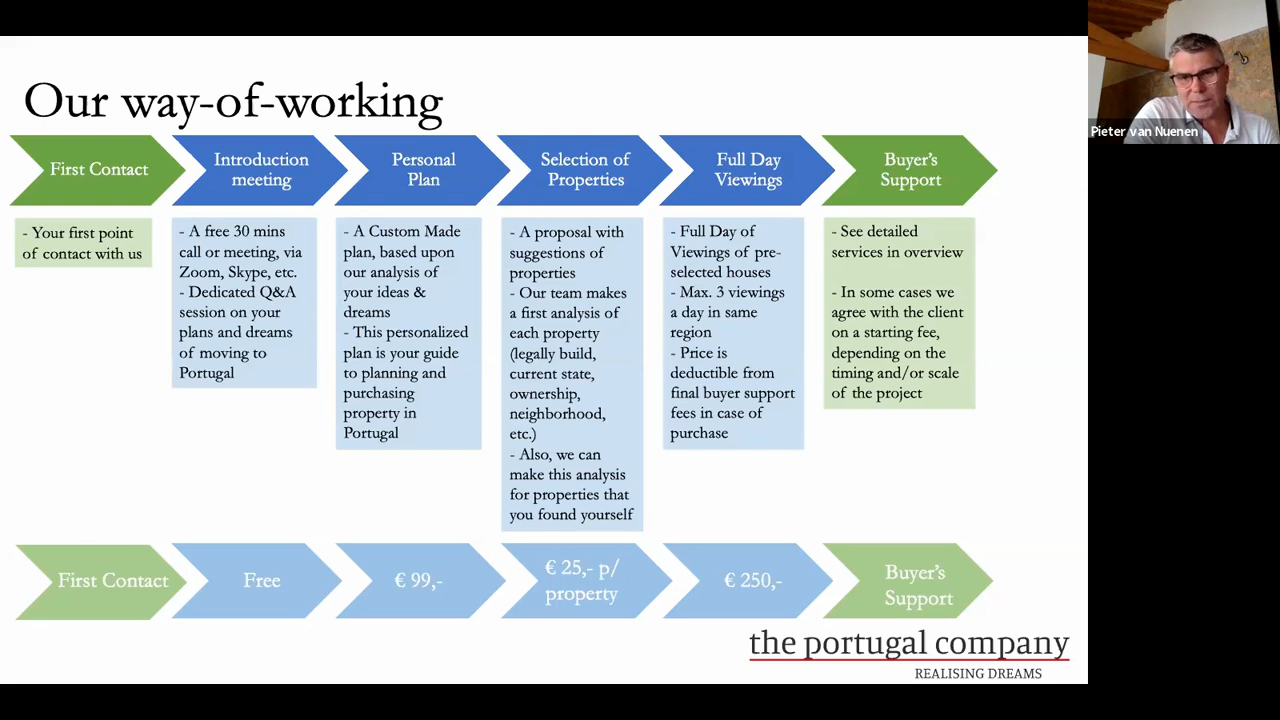 Our way-of-working
First Contact
Introduction
meeting
Personal
Plan
Selection of
Properties
Full Day
Viewings
Buyer's
Support
- Your first point
of contact with us
- A free 30 mins
call or meeting, via
Zoom, Skype, etc.
- Dedicated Q&A
session on your
plans and dreams
of moving to
Portugal
- A Custom Made
plan, based upon
our analysis of
your ideas &
dreams
- This personalized
plan is your guide
to planning and
purchasing
property in
Portugal
- A proposal with
suggestions of
properties
- Our team makes
a first analysis of
each property
(legally build,
current state,
ownership,
neighborhood,
etc.)
- Also, we can
make this analysis
for properties that
you found yourself
- Full Day of
Viewings of pre-
selected houses
- Max. 3 viewings
a day in same
region
- Price is
deductible from
final buyer support
fees in case of
purchase
- See detailed
services in overview
- In some cases we
agree with the client
on a starting fee,
depending on the
timing and/or scale
of the project
First Contact
Free
€ 99,-
€ 25,- p/
property
€ 250,-
Buyer's
Support
the portugal company
REALISING DREAMS
Pieter van Nuenen